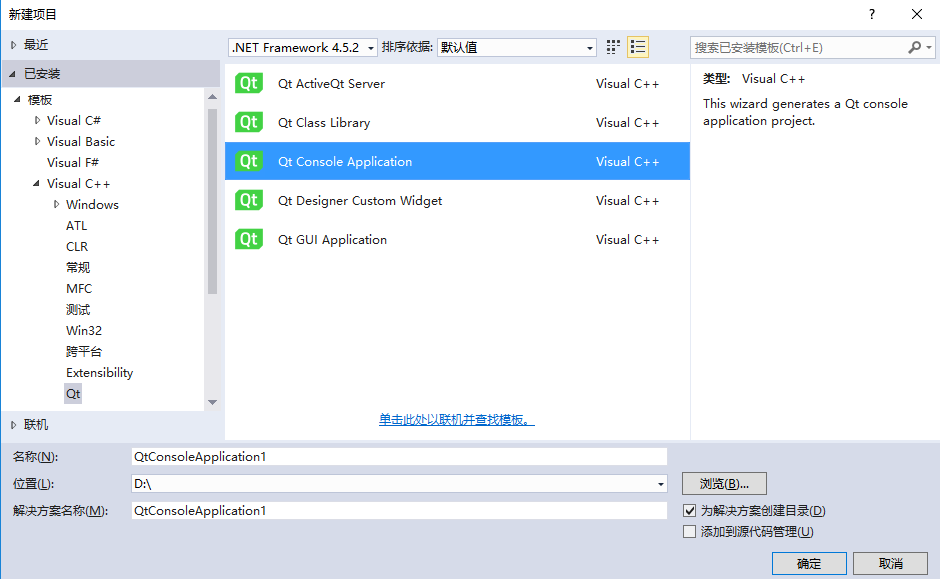 新建项目
? ×
最近
.NET Framework 4.5.2 排序依据: 默认值
搜索已安装模板(Ctrl+E)
已安装
模板
Visual C#
Visual Basic
Visual F#
Visual C++
Windows
ATL
CLR
常规
MFC
测试
Win32
跨平台
Extensibility
Qt
联机
Qt Qt ActiveQt Server Visual C++
Qt Qt Class Library Visual C++
Qt Qt Console Application Visual C++
Qt Qt Designer Custom Widget Visual C++
Qt Qt GUI Application Visual C++
单击此处以联机并查找模板。
类型: Visual C++
This wizard generates a Qt console
application project.
名称(N): QtConsoleApplication1
位置(L): D:\ 浏览(B)...
解决方案名称(M): QtConsoleApplication1 为解决方案创建目录(D)
添加到源代码管理(U)
确定 取消